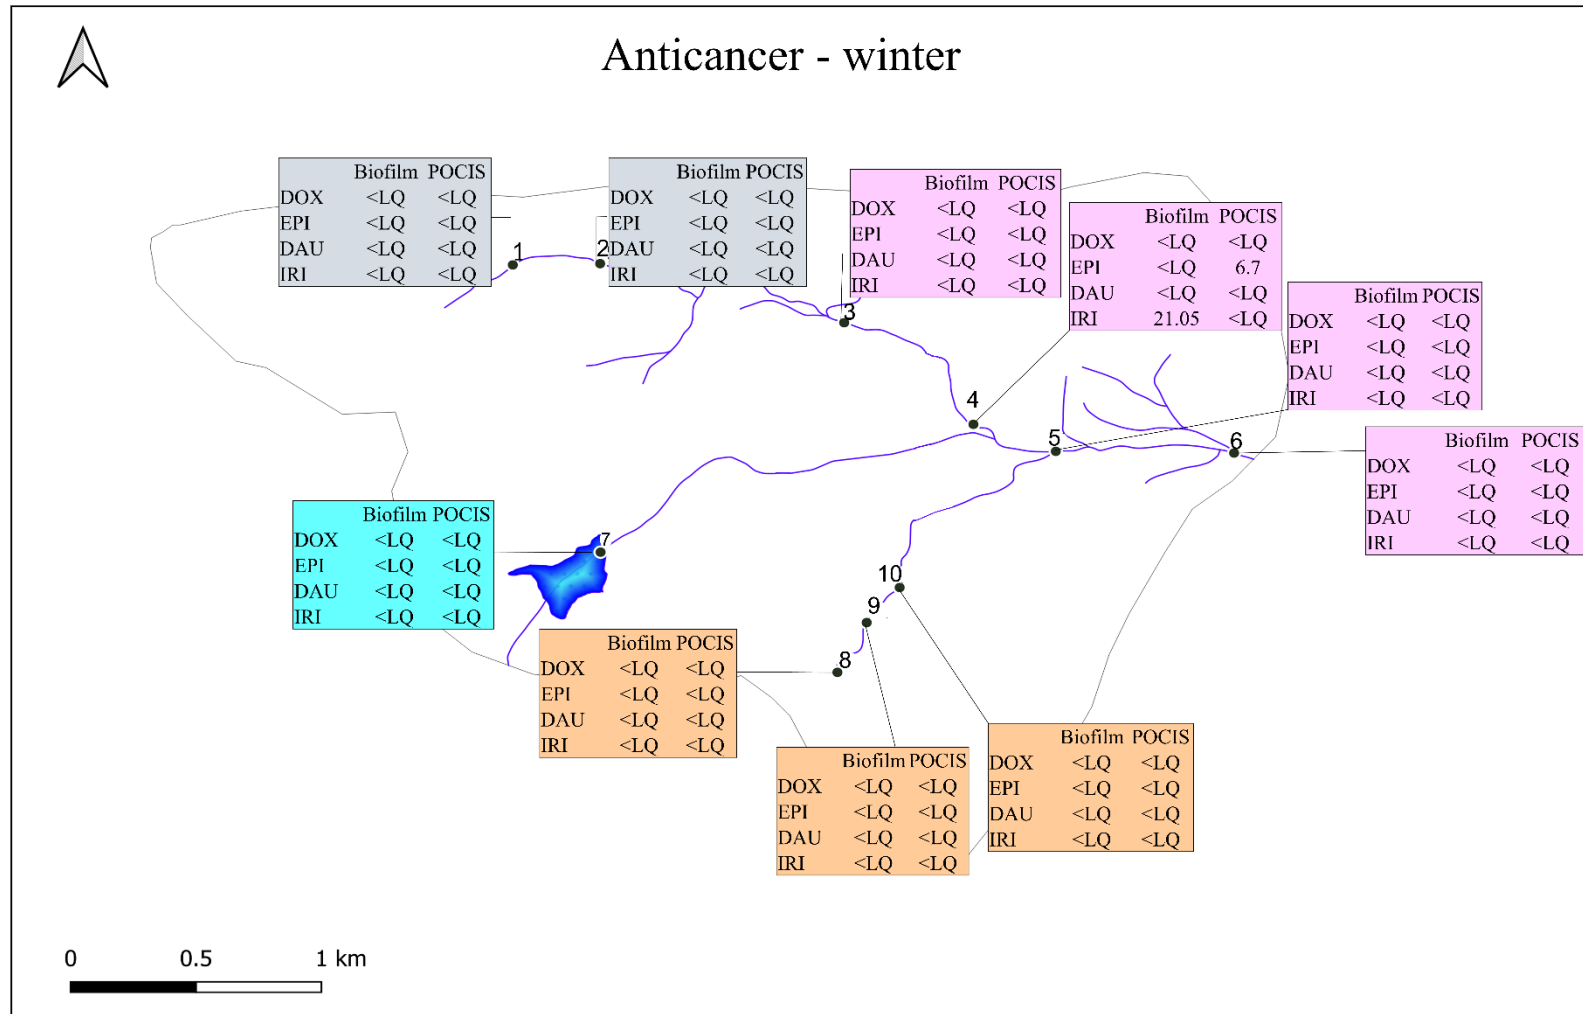 Anticancer - winter
Biofilm POCIS
DOX <LQ <LQ
EPI <LQ <LQ
DAU <LQ <LQ
IRI <LQ <LQ
1
Biofilm POCIS
DOX <LQ <LQ
EPI <LQ <LQ
DAU <LQ <LQ
IRI <LQ <LQ
2
Biofilm POCIS
DOX <LQ <LQ
EPI <LQ <LQ
DAU <LQ <LQ
IRI <LQ <LQ
3
Biofilm POCIS
DOX <LQ <LQ
EPI <LQ 6.7
DAU <LQ <LQ
IRI 21.05 <LQ
4
Biofilm POCIS
DOX <LQ <LQ
EPI <LQ <LQ
DAU <LQ <LQ
IRI <LQ <LQ
5
Biofilm POCIS
DOX <LQ <LQ
EPI <LQ <LQ
DAU <LQ <LQ
IRI <LQ <LQ
6
Biofilm POCIS
DOX <LQ <LQ
EPI <LQ <LQ
DAU <LQ <LQ
IRI <LQ <LQ
7
Biofilm POCIS
DOX <LQ <LQ
EPI <LQ <LQ
DAU <LQ <LQ
IRI <LQ <LQ
8
Biofilm POCIS
DOX <LQ <LQ
EPI <LQ <LQ
DAU <LQ <LQ
IRI <LQ <LQ
9
Biofilm POCIS
DOX <LQ <LQ
EPI <LQ <LQ
DAU <LQ <LQ
IRI <LQ <LQ
10
0 0.5 1 km